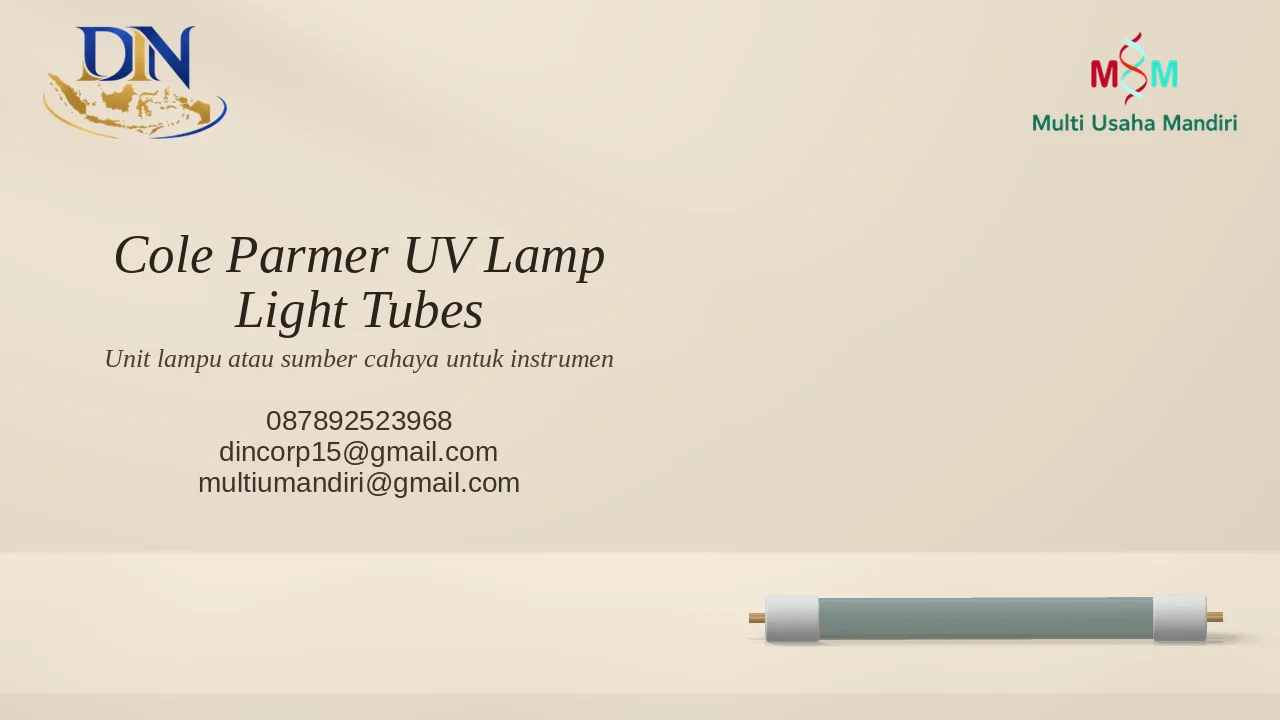 DIN
MSM
Multi Usaha Mandiri
Cole Parmer UV Lamp
Light Tubes
Unit lampu atau sumber cahaya untuk instrumen
087892523968
dincorp15@gmail.com
multiumandiri@gmail.com